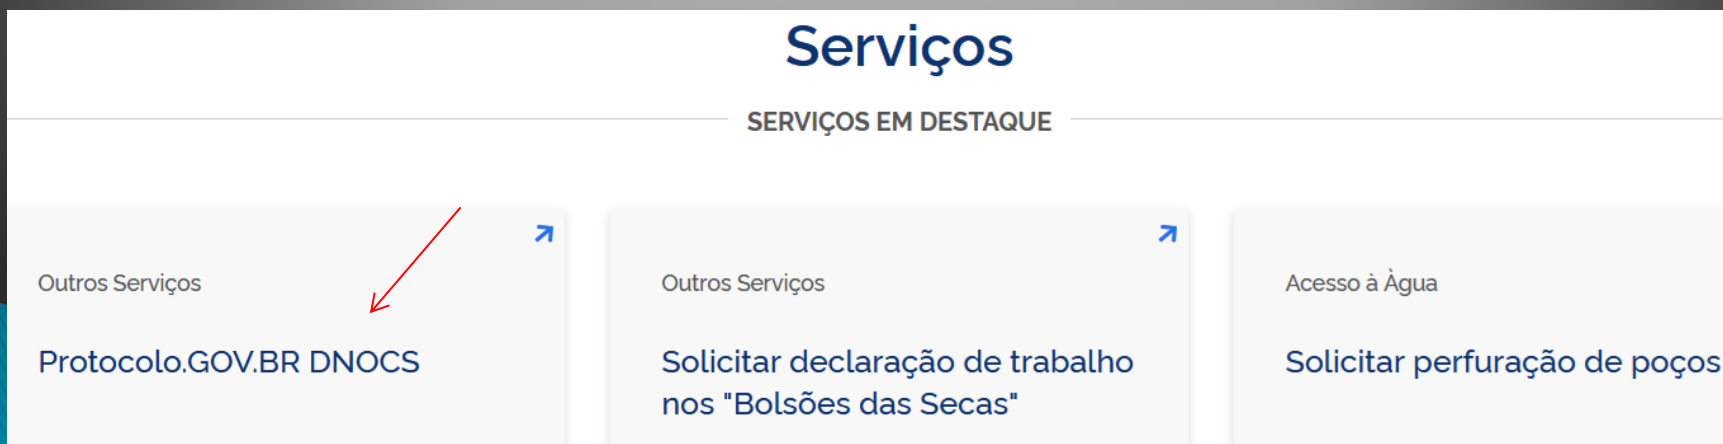 Serviços
SERVIÇOS EM DESTAQUE
Outros Serviços
Protocolo.GOV.BR DNOCS
Outros Serviços
Solicitar declaração de trabalho
nos "Bolsões das Secas"
Acesso à Àgua
Solicitar perfuração de poços